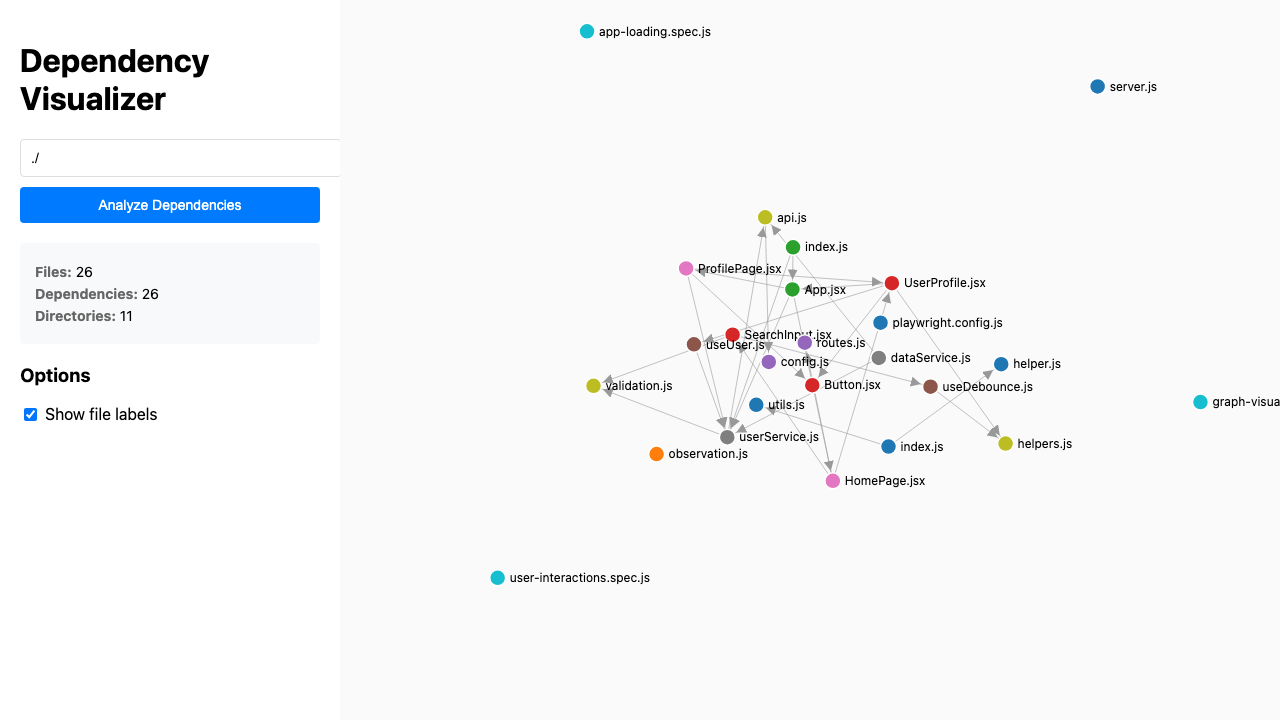 Dependency
Visualizer
./
Analyze Dependencies
Files: 26
Dependencies: 26
Directories: 11
Options
Show file labels
app-loading.spec.js
server.js
api.js
index.js
ProfilePage.jsx
UserProfile.jsx
App.jsx
playwright.config.js
SearchInput.jsx
routes.js
useUser.js
config.js
dataService.js
helper.js
validation.js
Button.jsx
useDebounce.js
utils.js
graph-visua
userService.js
index.js
helpers.js
observation.js
HomePage.jsx
user-interactions.spec.js